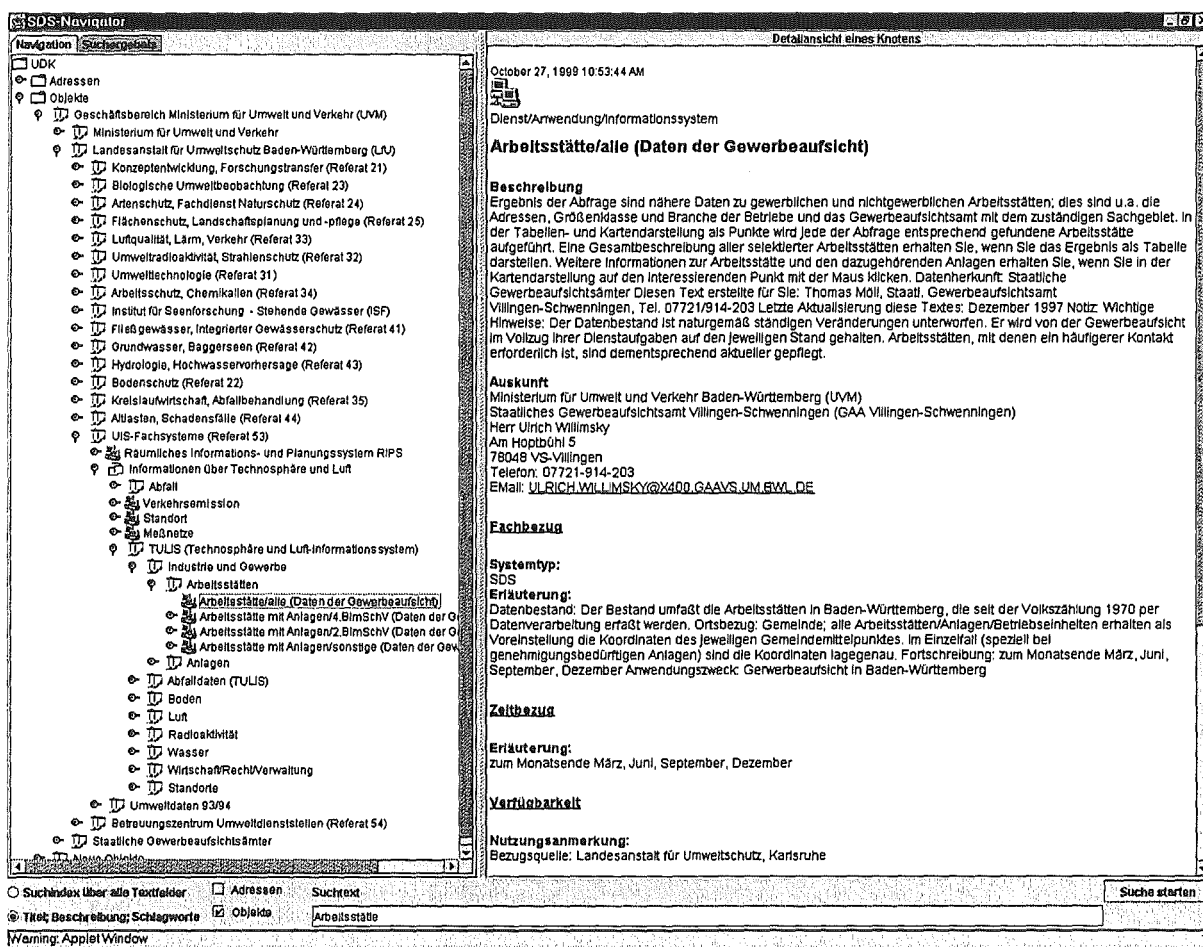 SDS-Navigator
Navigation Suchergebnis
UDK
Adressen
Objekte
Geschäftsbereich Ministerium für Umwelt und Verkehr (UVM)
Ministerium für Umwelt und Verkehr
Landesanstalt für Umweltschutz Baden-Württemberg (LfU)
Konzeptentwicklung, Forschungstransfer (Referat 21)
Biologische Umweltbeobachtung (Referat 23)
Artenschutz, Fachdienst Naturschutz (Referat 24)
Flächenschutz, Landschaftsplanung und -pflege (Referat 25)
Luftqualität, Lärm, Verkehr (Referat 33)
Umweltradioaktivität, Strahlenschutz (Referat 32)
Umwelttechnologie (Referat 31)
Arbeitsschutz, Chemikalien (Referat 34)
Institut für Seenforschung - Stehende Gewässer (ISF)
Fließgewässer, Integrierter Gewässerschutz (Referat 41)
Grundwasser, Baggerseen (Referat 42)
Hydrologie, Hochwasservorhersage (Referat 43)
Bodenschutz (Referat 22)
Kreislaufwirtschaft, Abfallbehandlung (Referat 35)
Altlasten, Schadensfälle (Referat 44)
UIS-Fachsysteme (Referat 53)
Räumliches Informations- und Planungssystem RIPS
Informationen über Technosphäre und Luft
Abfall
Verkehrsemission
Standort
Meßnetze
TULIS (Technosphäre und Luft-Informationssystem)
Industrie und Gewerbe
Arbeitsstätten
Arbeitsstätte/alle (Daten der Gewerbeaufsicht)
Arbeitsstätte mit Anlagen/4.BImSchV (Daten der G
Arbeitsstätte mit Anlagen/2.BImSchV (Daten der G
Arbeitsstätte mit Anlagen/sonstige (Daten der Gew
Anlagen
Abfalldaten (TULIS)
Boden
Luft
Radioaktivität
Wasser
Wirtschaft/Recht/Verwaltung
Standorte
Umweltdaten 93/94
Betreuungszentrum Umweltdienststellen (Referat 54)
Staatliche Gewerbeaufsichtsämter
Neue Objekte
Detailansicht eines Knotens
October 27, 1999 10:53:44 AM
Dienst/Anwendung/Informationssystem
Arbeitsstätte/alle (Daten der Gewerbeaufsicht)
Beschreibung
Ergebnis der Abfrage sind nähere Daten zu gewerblichen und nichtgewerblichen Arbeitsstätten; dies sind u.a. die
Adressen, Größenklasse und Branche der Betriebe und das Gewerbeaufsichtsamt mit dem zuständigen Sachgebiet. In
der Tabellen- und Kartendarstellung als Punkte wird jede der Abfrage entsprechend gefundene Arbeitsstätte
aufgeführt. Eine Gesamtbeschreibung aller selektierter Arbeitsstätten erhalten Sie, wenn Sie das Ergebnis als Tabelle
darstellen. Weitere Informationen zur Arbeitsstätte und den dazugehörenden Anlagen erhalten Sie, wenn Sie in der
Kartendarstellung auf den interessierenden Punkt mit der Maus klicken. Datenherkunft: Staatliche
Gewerbeaufsichtsämter Diesen Text erstellte für Sie: Thomas Moll, Staatl. Gewerbeaufsichtsamt
Villingen-Schwenningen, Tel. 07721/914-203 Letzte Aktualisierung diese Textes: Dezember 1997 Notiz: Wichtige
Hinweise: Der Datenbestand ist naturgemäß ständigen Veränderungen unterworfen. Er wird von der Gewerbeaufsicht
im Vollzug ihrer Dienstaufgaben auf den jeweiligen Stand gehalten. Arbeitsstätten, mit denen ein häufigerer Kontakt
erforderlich ist, sind dementsprechend aktueller gepflegt.
Auskunft
Ministerium für Umwelt und Verkehr Baden-Württemberg (UVM)
Staatliches Gewerbeaufsichtsamt Villingen-Schwenningen (GAA Villingen-Schwenningen)
Herr Ulrich Willimsky
Am Hoptbühl 5
78048 VS-Villingen
Telefon: 07721-914-203
EMail: ULRICH.WILLIMSKY@X400.GAAVS.UM.BWL.DE
Fachbezug
Systemtyp:
SDS
Erläuterung:
Datenbestand: Der Bestand umfaßt die Arbeitsstätten in Baden-Württemberg, die seit der Volkszählung 1970 per
Datenverarbeitung erfaßt werden. Ortsbezug: Gemeinde; alle Arbeitsstätten/Anlagen/Betriebseinheiten erhalten als
Voreinstellung die Koordinaten des jeweiligen Gemeindemittelpunktes. Im Einzelfall (speziell bei
genehmigungsbedürftigen Anlagen) sind die Koordinaten lagegenau. Fortschreibung: zum Monatsende März, Juni,
September, Dezember Anwendungszweck: Gerwerbeaufsicht in Baden-Württemberg
Zeitbezug
Erläuterung:
zum Monatsende März, Juni, September, Dezember
Verfügbarkeit
Nutzungsanmerkung:
Bezugsquelle: Landesanstalt für Umweltschutz, Karlsruhe
Suchindex über alle Textfelder Adressen Suchtext Suche starten
Titel; Beschreibung; Schlagworte Objekte Arbeitsstätte
Warning: Applet Window